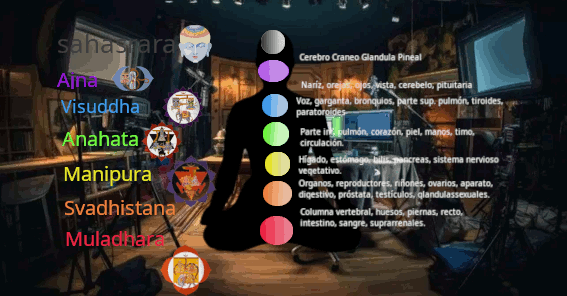 sahasrara
Cerebro Craneo Glandula Pineal
Ajna
Nariz, orejas, ojos, vista, cerebelo, pituitaria
Visuddha
Voz, garganta, bronquios, parte sup. pulmón, tiroides,
paratoroides
Anahata
Parte inf. pulmón, corazón, piel, manos, timo,
circulación.
Manipura
Hígado, estómago, bilis, pancreas, sistema nervioso
vegetativo.
Svadhistana
Organos, reproductores, riñones, ovarios, aparato,
digestivo, próstata, testículos, glandulassexuales.
Muladhara
Columna vertebral, huesos, piernas, recto,
intestino, sangre, suprarrenales.